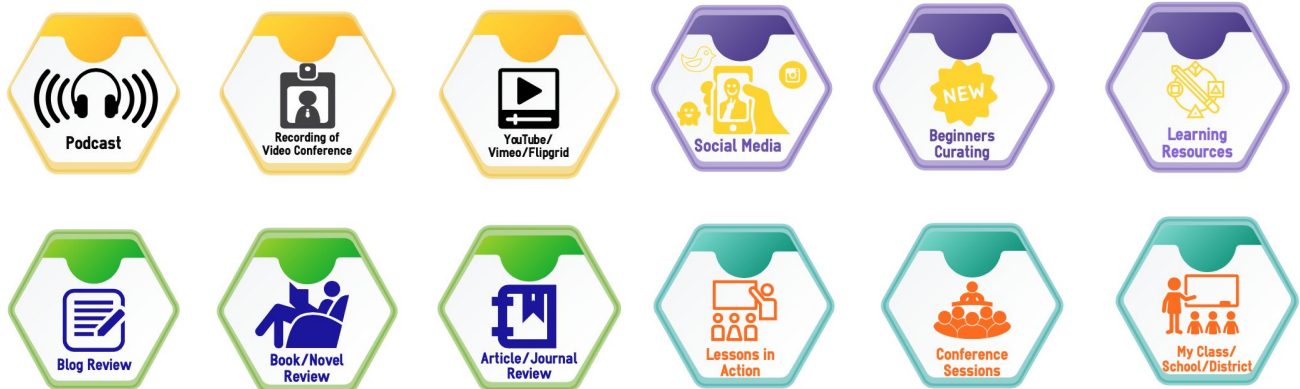 Podcast
Recording of
Video Conference
YouTube/
Vimeo/Flipgrid
Social Media
NEW
Beginners
Curating
Learning
Resources
Blog Review
Book/Novel
Review
Article/Journal
Review
Lessons in
Action
Conference
Sessions
My Class/
School/District